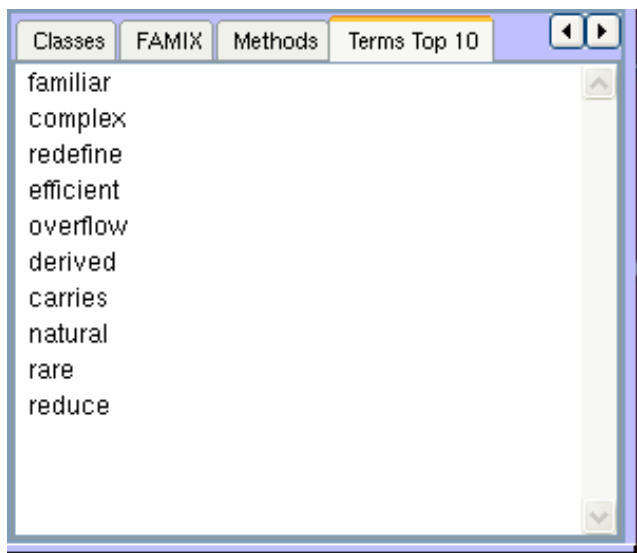 Classes FAMIX Methods Terms Top 10
familiar
complex
redefine
efficient
overflow
derived
carries
natural
rare
reduce